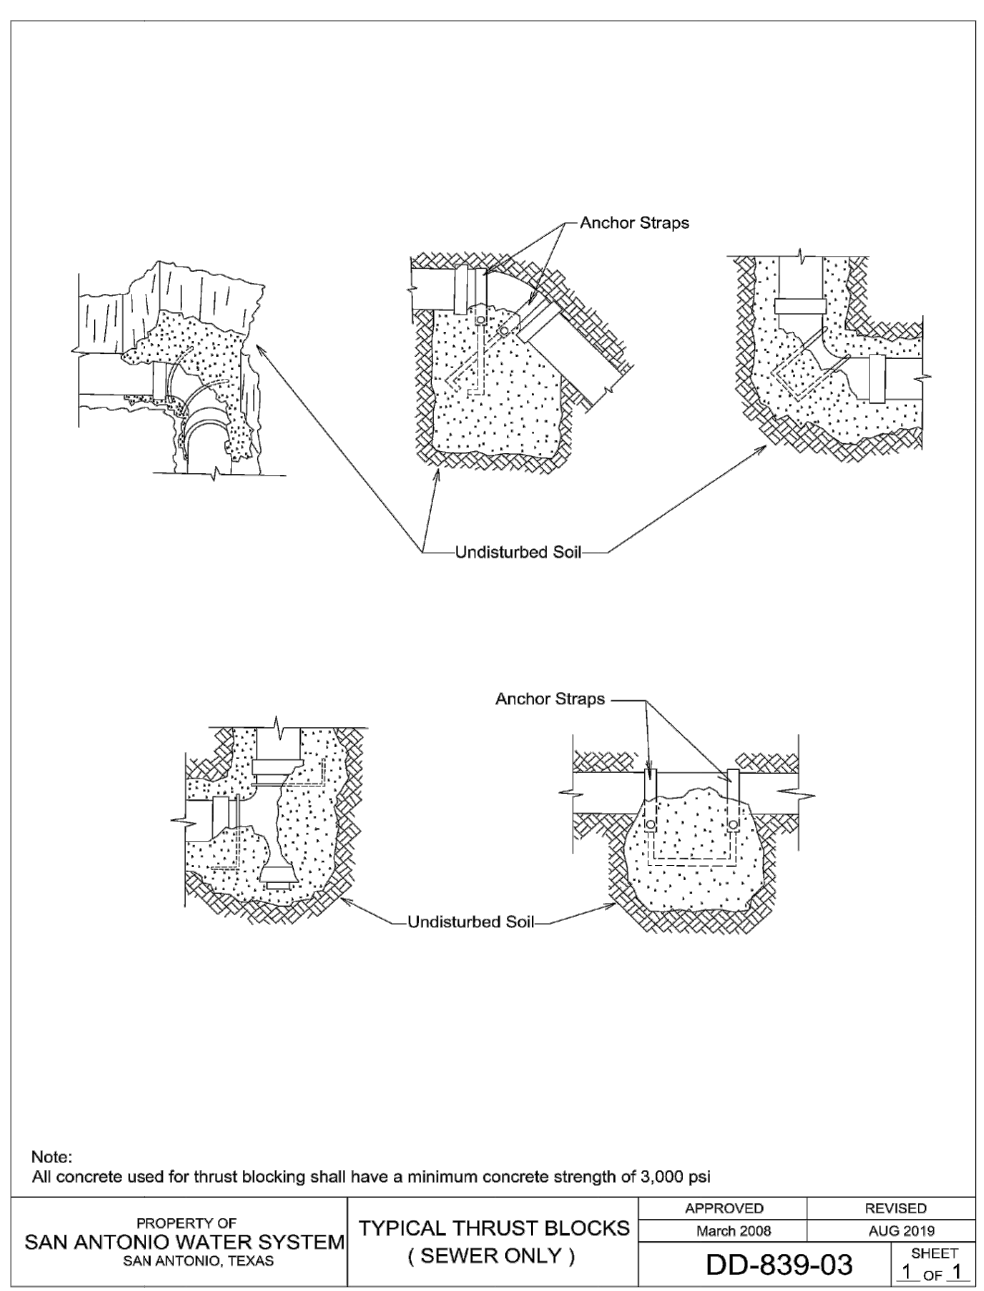 Anchor Straps
Undisturbed Soil
Anchor Straps
Undisturbed Soil
Note:
All concrete used for thrust blocking shall have a minimum concrete strength of 3,000 psi
PROPERTY OF
SAN ANTONIO WATER SYSTEM
SAN ANTONIO, TEXAS
TYPICAL THRUST BLOCKS
( SEWER ONLY )
APPROVED
March 2008
REVISED
AUG 2019
DD-839-03
SHEET
1 OF 1